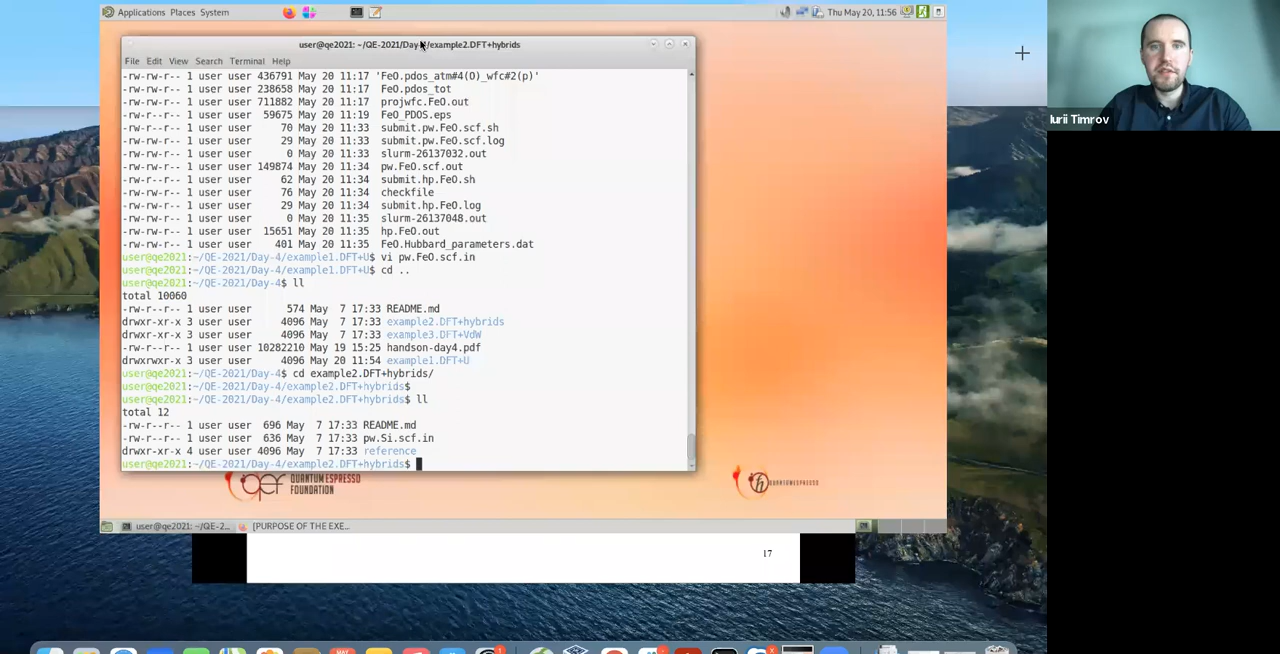 Applications Places System
Thu May 20, 11:56
user@qe2021: ~/QE-2021/Day-4/example2.DFT+hybrids
File Edit View Search Terminal Help
-rw-rw-r-- 1 user user 436791 May 20 11:17 'FeO.pdos_atm#4(O)_wfc#2(p)'
-rw-rw-r-- 1 user user 238658 May 20 11:17 FeO.pdos_tot
-rw-rw-r-- 1 user user 711882 May 20 11:17 projwfc.FeO.out
-rw-rw-r-- 1 user user 59675 May 20 11:19 FeO_PDOS.eps
-rw-rw-r-- 1 user user 70 May 20 11:33 submit.pw.FeO.scf.sh
-rw-rw-r-- 1 user user 29 May 20 11:33 submit.pw.FeO.scf.log
-rw-rw-r-- 1 user user 0 May 20 11:33 slurm-26137032.out
-rw-rw-r-- 1 user user 149874 May 20 11:34 pw.FeO.scf.out
-rw-rw-r-- 1 user user 62 May 20 11:34 submit.hp.FeO.sh
-rw-rw-r-- 1 user user 76 May 20 11:34 checkfile
-rw-rw-r-- 1 user user 29 May 20 11:34 submit.hp.FeO.log
-rw-rw-r-- 1 user user 0 May 20 11:35 slurm-26137048.out
-rw-rw-r-- 1 user user 15651 May 20 11:35 hp.FeO.out
-rw-rw-r-- 1 user user 401 May 20 11:35 FeO.Hubbard_parameters.dat
user@qe2021:~/QE-2021/Day-4/example1.DFT+U$ vi pw.FeO.scf.in
user@qe2021:~/QE-2021/Day-4/example1.DFT+U$ cd ..
user@qe2021:~/QE-2021/Day-4$ ll
total 10060
-rw-r--r-- 1 user user 574 May 7 17:33 README.md
drwxr-xr-x 3 user user 4096 May 7 17:33 example2.DFT+hybrids
drwxr-xr-x 3 user user 4096 May 7 17:33 example3.DFT+VdW
-rw-r--r-- 1 user user 10282210 May 19 15:25 handson-day4.pdf
drwxrwxr-x 3 user user 4096 May 20 11:54 example1.DFT+U
user@qe2021:~/QE-2021/Day-4$ cd example2.DFT+hybrids/
user@qe2021:~/QE-2021/Day-4/example2.DFT+hybrids$
user@qe2021:~/QE-2021/Day-4/example2.DFT+hybrids$ ll
total 12
-rw-r--r-- 1 user user 696 May 7 17:33 README.md
-rw-r--r-- 1 user user 636 May 7 17:33 pw.Si.scf.in
drwxr-xr-x 4 user user 4096 May 7 17:33 reference
user@qe2021:~/QE-2021/Day-4/example2.DFT+hybrids$
QUANTUM ESPRESSO
FOUNDATION
QUANTUM ESPRESSO
user@qe2021: ~/QE-2...
[PURPOSE OF THE EXE...
17
Iurii Timrov